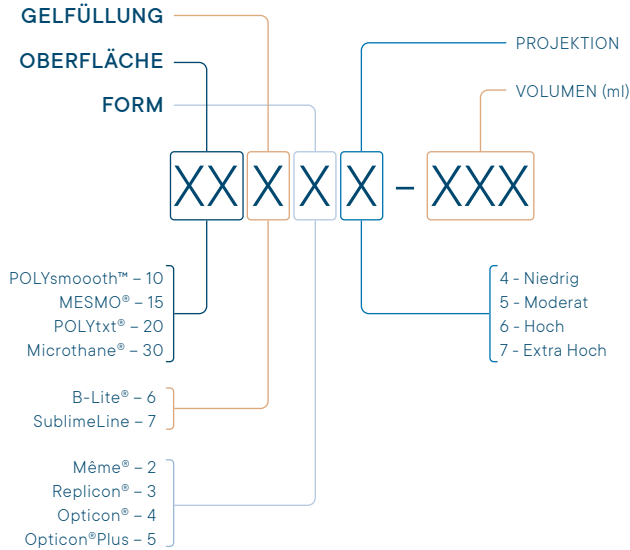 GELFÜLLUNG
OBERFLÄCHE
FORM
PROJEKTION
VOLUMEN (ml)
XX X X X – XXX
POLYsmoooth™ – 10
MESMO® – 15
POLYtxt® – 20
Microthane® – 30
B-Lite® – 6
SublimeLine – 7
Même® – 2
Replicon® – 3
Opticon® – 4
Opticon®Plus – 5
4 - Niedrig
5 - Moderat
6 - Hoch
7 - Extra Hoch